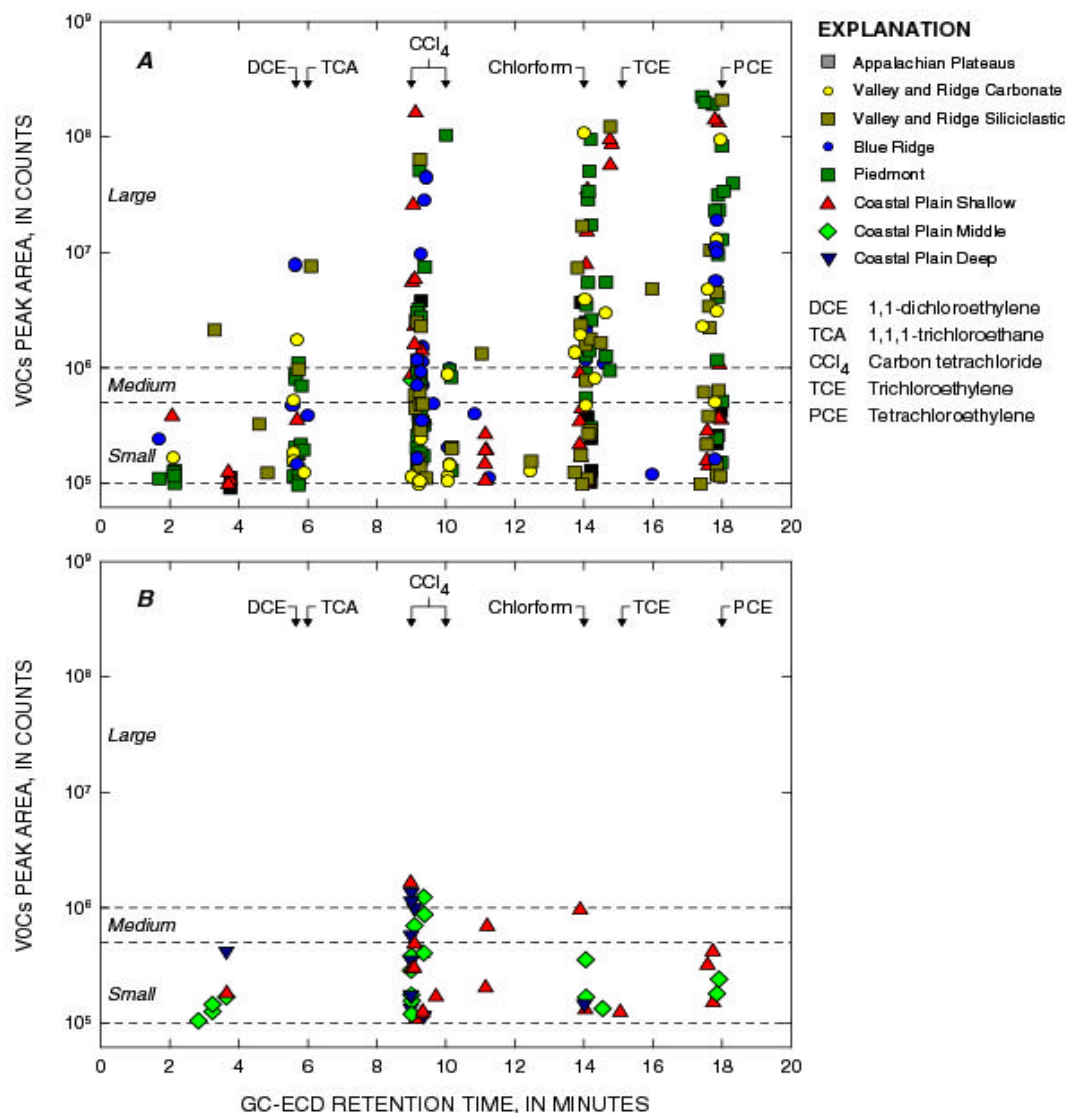 A
CCl4
DCE
TCA
Chlorform
TCE
PCE
V0Cs PEAK AREA, IN COUNTS
10^9
10^8
10^7
10^6
10^5
Large
Medium
Small
0 2 4 6 8 10 12 14 16 18 20
EXPLANATION
Appalachian Plateaus
Valley and Ridge Carbonate
Valley and Ridge Siliciclastic
Blue Ridge
Piedmont
Coastal Plain Shallow
Coastal Plain Middle
Coastal Plain Deep
DCE 1,1-dichloroethylene
TCA 1,1,1-trichloroethane
CCl4 Carbon tetrachloride
TCE Trichloroethylene
PCE Tetrachloroethylene
B
CCl4
DCE
TCA
Chlorform
TCE
PCE
V0Cs PEAK AREA, IN COUNTS
10^9
10^8
10^7
10^6
10^5
Large
Medium
Small
0 2 4 6 8 10 12 14 16 18 20
GC-ECD RETENTION TIME, IN MINUTES